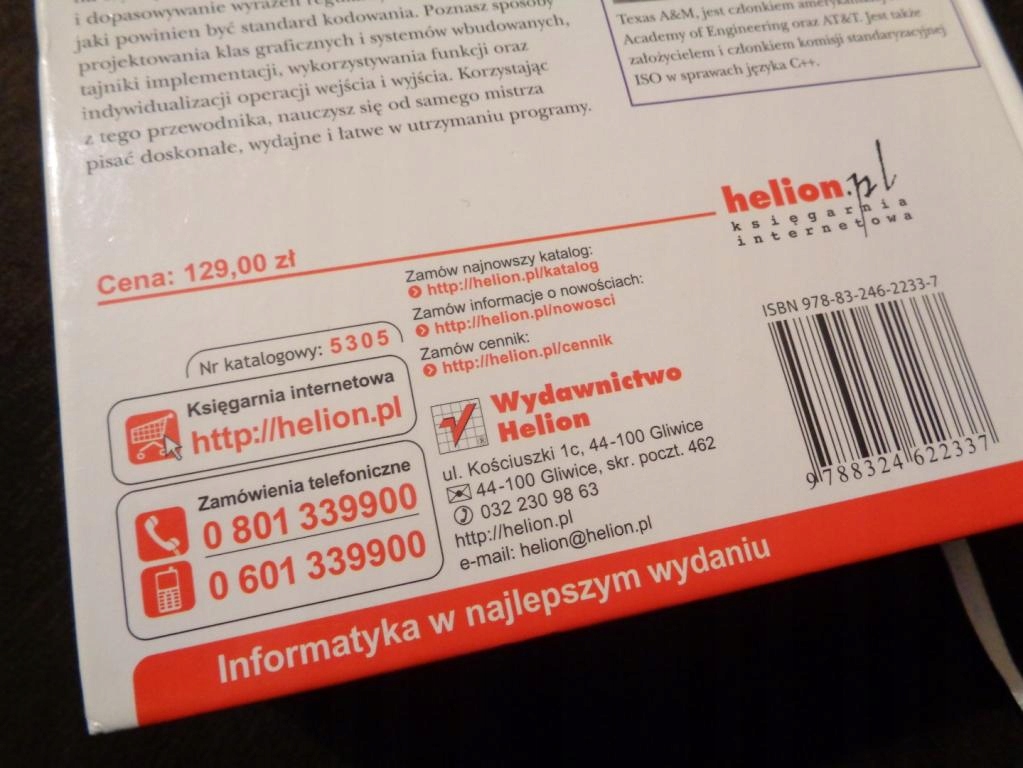 i dopasowywanie wyrażeń
jaki powinien być standard kodowania. Poznasz sposoby
projektowania klas graficznych i systemów wbudowanych,
tajniki implementacji, wykorzystywania funkcji oraz
indywidualizacji operacji wejścia i wyjścia. Korzystając
z tego przewodnika, nauczysz się od samego mistrza
pisać doskonałe, wydajne i łatwe w utrzymaniu programy.
Texas A&M, jest członkiem
Academy of Engineering oraz AT&T. Jest także
założycielem i członkiem komisji standaryzacyjnej
ISO w sprawach języka C++.
helion.pl
księgarnia
internetowa
Cena: 129,00 zł
Zamów najnowszy katalog:
http://helion.pl/katalog
Zamów informacje o nowościach:
http://helion.pl/nowosci
Zamów cennik:
http://helion.pl/cennik
Nr katalogowy: 5305
Księgarnia internetowa
http://helion.pl
Zamówienia telefoniczne
0 801 339900
0 601 339900
Wydawnictwo
Helion
ul. Kościuszki 1c, 44-100 Gliwice
44-100 Gliwice, skr. poczt. 462
032 230 98 63
http://helion.pl
e-mail: helion@helion.pl
ISBN 978-83-246-2233-7
9 788324 622337
Informatyka w najlepszym wydaniu